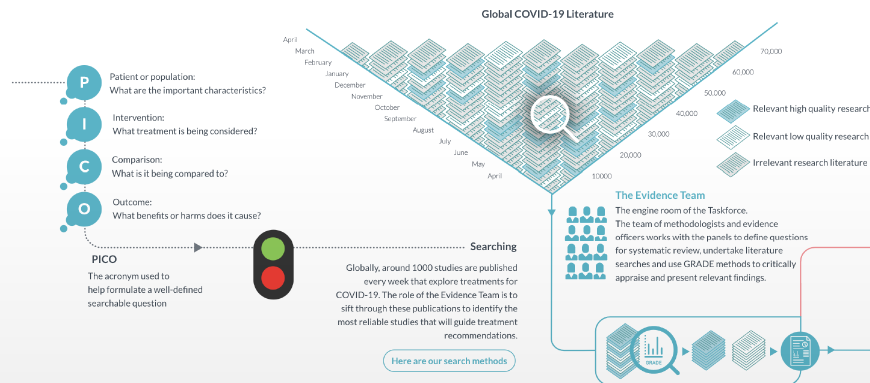 Global COVID-19 Literature
April
March
February
January
December
November
October
September
August
July
June
May
April
70,000
60,000
50,000
40,000
30,000
20,000
10000
Relevant high quality research
Relevant low quality research
Irrelevant research literature
P
Patient or population:
What are the important characteristics?
I
Intervention:
What treatment is being considered?
C
Comparison:
What is it being compared to?
O
Outcome:
What benefits or harms does it cause?
PICO
The acronym used to
help formulate a well-defined
searchable question
Searching
Globally, around 1000 studies are published
every week that explore treatments for
COVID-19. The role of the Evidence Team is to
sift through these publications to identify the
most reliable studies that will guide treatment
recommendations.
Here are our search methods
The Evidence Team
The engine room of the Taskforce.
The team of methodologists and evidence
officers works with the panels to define questions
for systematic review, undertake literature
searches and use GRADE methods to critically
appraise and present relevant findings.
GRADE